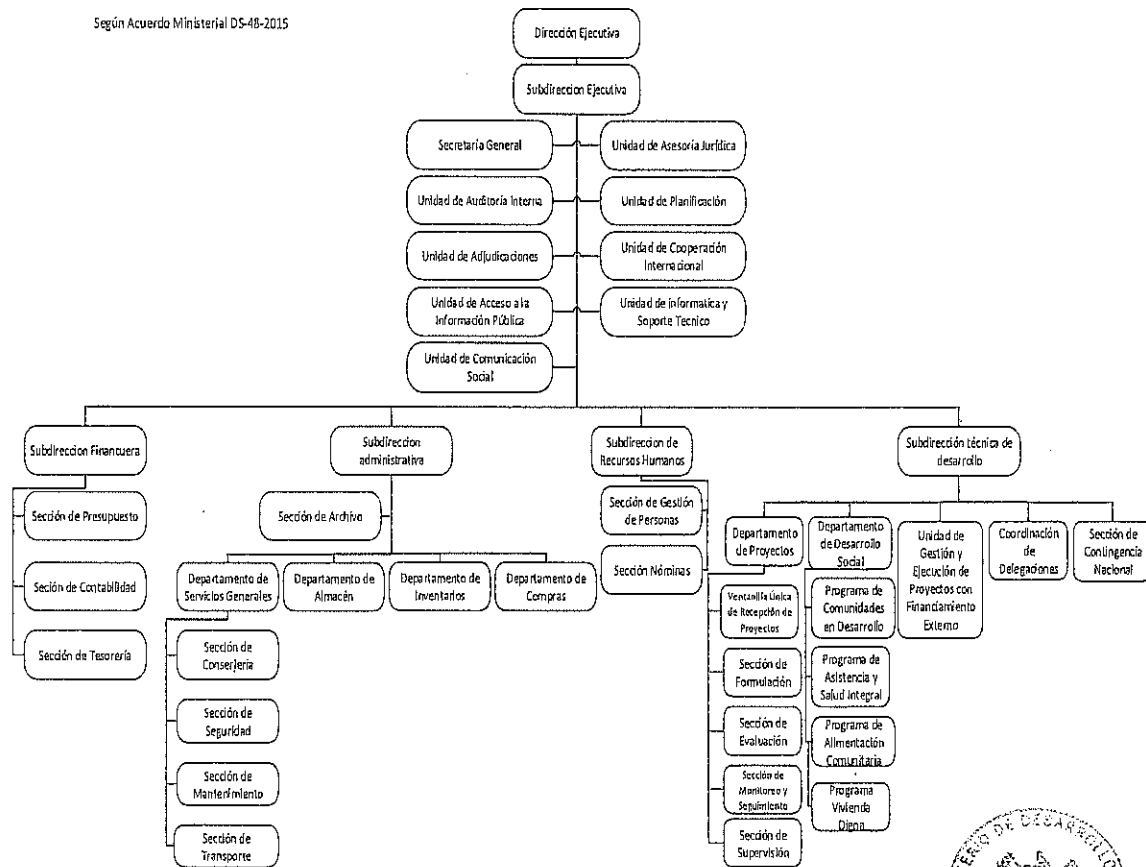 Según Acuerdo Ministerial DS-48-2015
Dirección Ejecutiva
Subdireccion Ejecutiva
Secretaría General
Unidad de Asesoría Jurídica
Unidad de Auditoría Interna
Unidad de Planificación
Unidad de Adjudicaciones
Unidad de Cooperación
Internacional
Unidad de Acceso a la
Información Pública
Unidad de informatica y
Soporte Tecnico
Unidad de Comunicación
Social
Subdireccion Financuera
Subdireccion
administrativa
Subdireccion de
Recursos Humanos
Subdirección técnica de
desarrollo
Sección de Presupuesto
Seción de Contabilidad
Sección de Tesorería
Sección de Archivo
Departamento de
Servicios Generales
Departamento de
Almacén
Departamento de
Inventarios
Departamento de
Compras
Sección de
Conserjería
Sección de
Seguridad
Sección de
Mantenimiento
Sección de
Transporte
Sección de Gestión
de Personas
Sección Nóminas
Departamento
de Proyectos
Departamento
de Desarrollo
Social
Unidad de
Gestión y
Ejecución de
Proyectos con
Financiamiento
Externo
Coordinación
de
Delegaciones
Sección de
Contingencia
Nacional
Ventanilla Única
de Recepción de
Proyectos
Sección de
Formulación
Sección de
Evaluación
Sección de
Monitoreo y
Seguimiento
Sección de
Supervisión
Programa de
Comunidades
en Desarrollo
Programa de
Asistencia y
Salud Integral
Programa de
Alimentación
Comunitaria
Programa
Vivienda
Digna
DE DESARROLLO